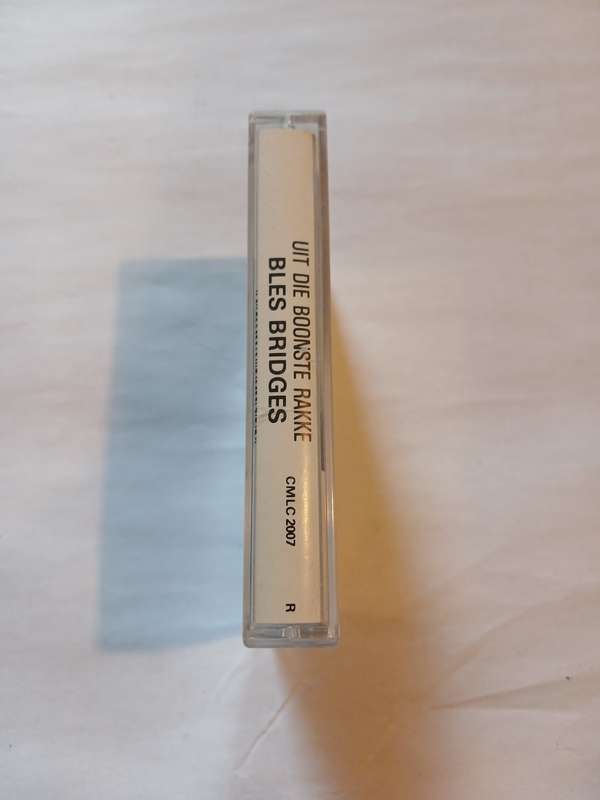 UIT DIE BOONSTE RAKKE
BLES BRIDGES
CMLC 2007
R